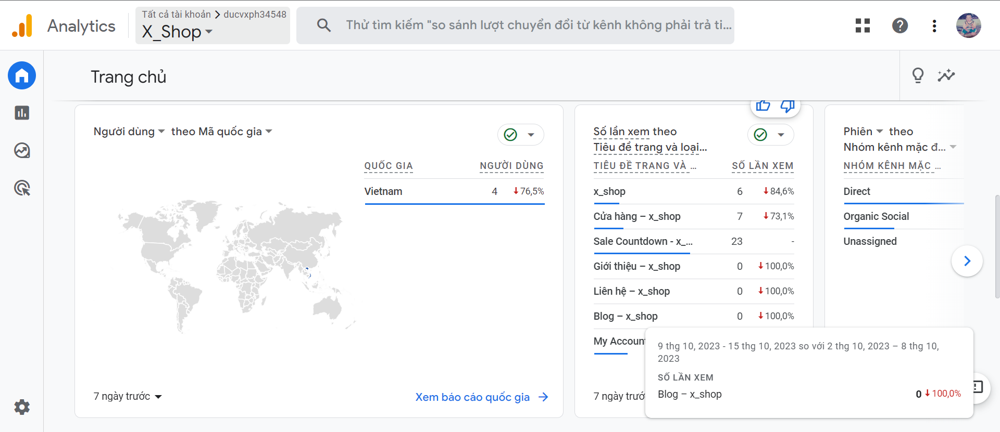 Analytics
Tất cả tài khoản > ducvxph34548
X_Shop
Thử tìm kiếm "so sánh lượt chuyển đổi từ kênh không phải trả ti...
Trang chủ
Người dùng theo Mã quốc gia
QUỐC GIA NGƯỜI DÙNG
Vietnam 4 76,5%
7 ngày trước
Xem báo cáo quốc gia
Số lần xem theo
Tiêu đề trang và loại...
TIÊU ĐỀ TRANG VÀ ... SỐ LẦN XEM
x_shop 6 84,6%
Cửa hàng – x_shop 7 73,1%
Sale Countdown - x_... 23 -
Giới thiệu – x_shop 0 100,0%
Liên hệ – x_shop 0 100,0%
Blog – x_shop 0 100,0%
My Account
7 ngày trướ
Phiên theo
Nhóm kênh mặc đ...
NHÓM KÊNH MẶC ...
Direct
Organic Social
Unassigned
9 thg 10, 2023 - 15 thg 10, 2023 so với 2 thg 10, 2023 – 8 thg 10,
2023
SỐ LẦN XEM
Blog – x_shop 0 100,0%